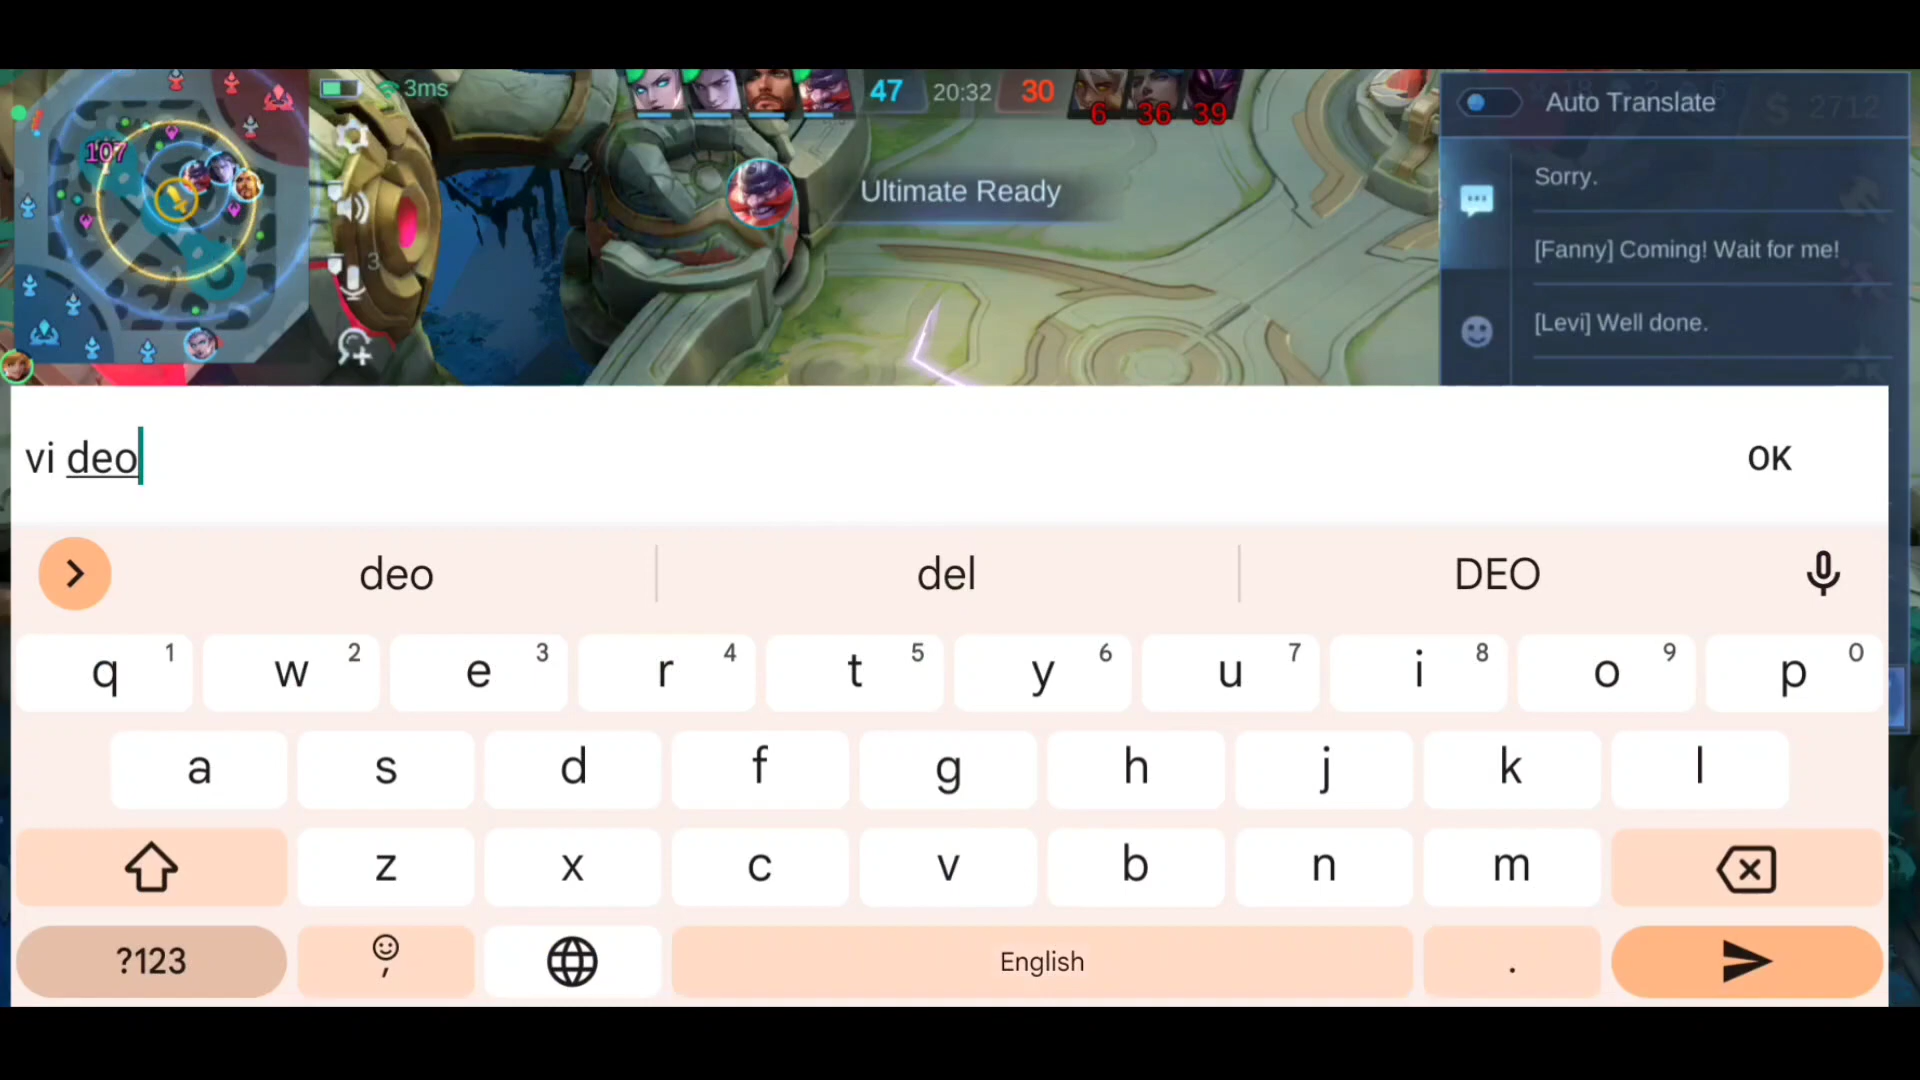 3ms
47 20:32 30
6 36 39
Auto Translate
2712
107
Ultimate Ready
Sorry.
[Fanny] Coming! Wait for me!
3
[Levi] Well done.
vi deo
OK
deo del DEO
q 1 w 2 e 3 r 4 t 5 y 6 u 7 i 8 o 9 p 0
a s d f g h j k l
z x c v b n m
?123 , English .